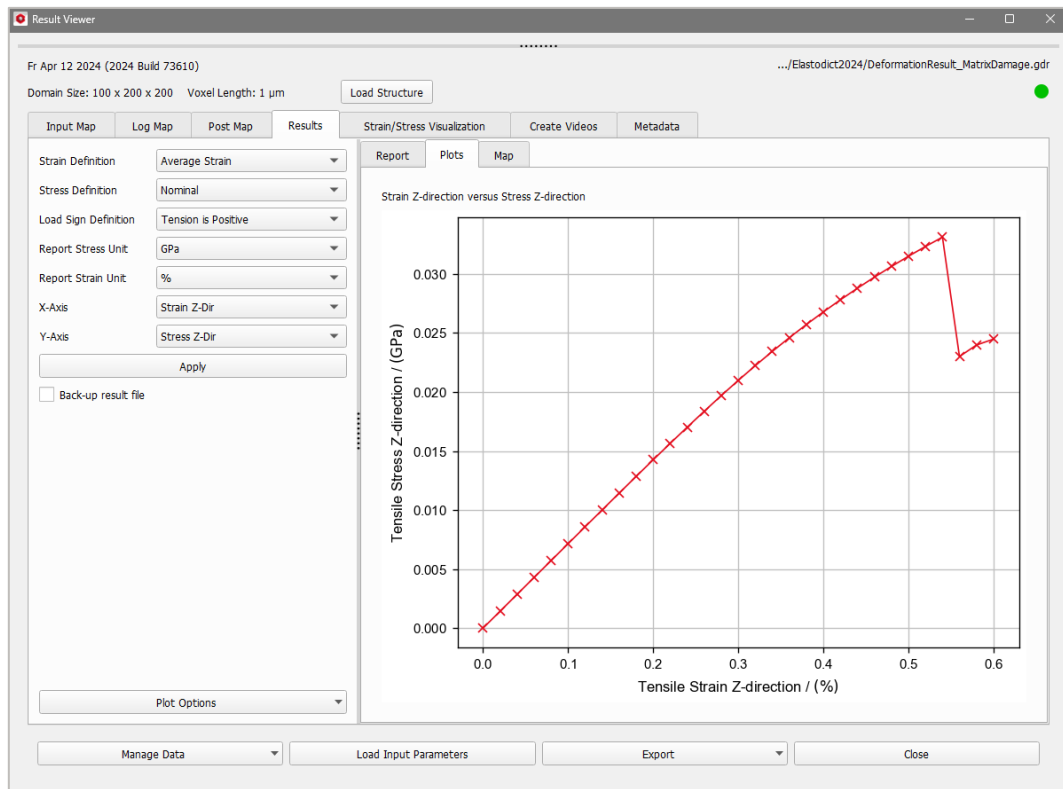 Result Viewer
Fr Apr 12 2024 (2024 Build 73610)
.../Elastodict2024/DeformationResult_MatrixDamage.gdr
Domain Size: 100 x 200 x 200 Voxel Length: 1 µm
Load Structure
Input Map Log Map Post Map Results Strain/Stress Visualization Create Videos Metadata
Strain Definition Average Strain
Stress Definition Nominal
Load Sign Definition Tension is Positive
Report Stress Unit GPa
Report Strain Unit %
X-Axis Strain Z-Dir
Y-Axis Stress Z-Dir
Apply
Back-up result file
Plot Options
Report Plots Map
Strain Z-direction versus Stress Z-direction
Tensile Stress Z-direction / (GPa)
0.030
0.025
0.020
0.015
0.010
0.005
0.000
0.0 0.1 0.2 0.3 0.4 0.5 0.6
Tensile Strain Z-direction / (%)
Manage Data Load Input Parameters Export Close